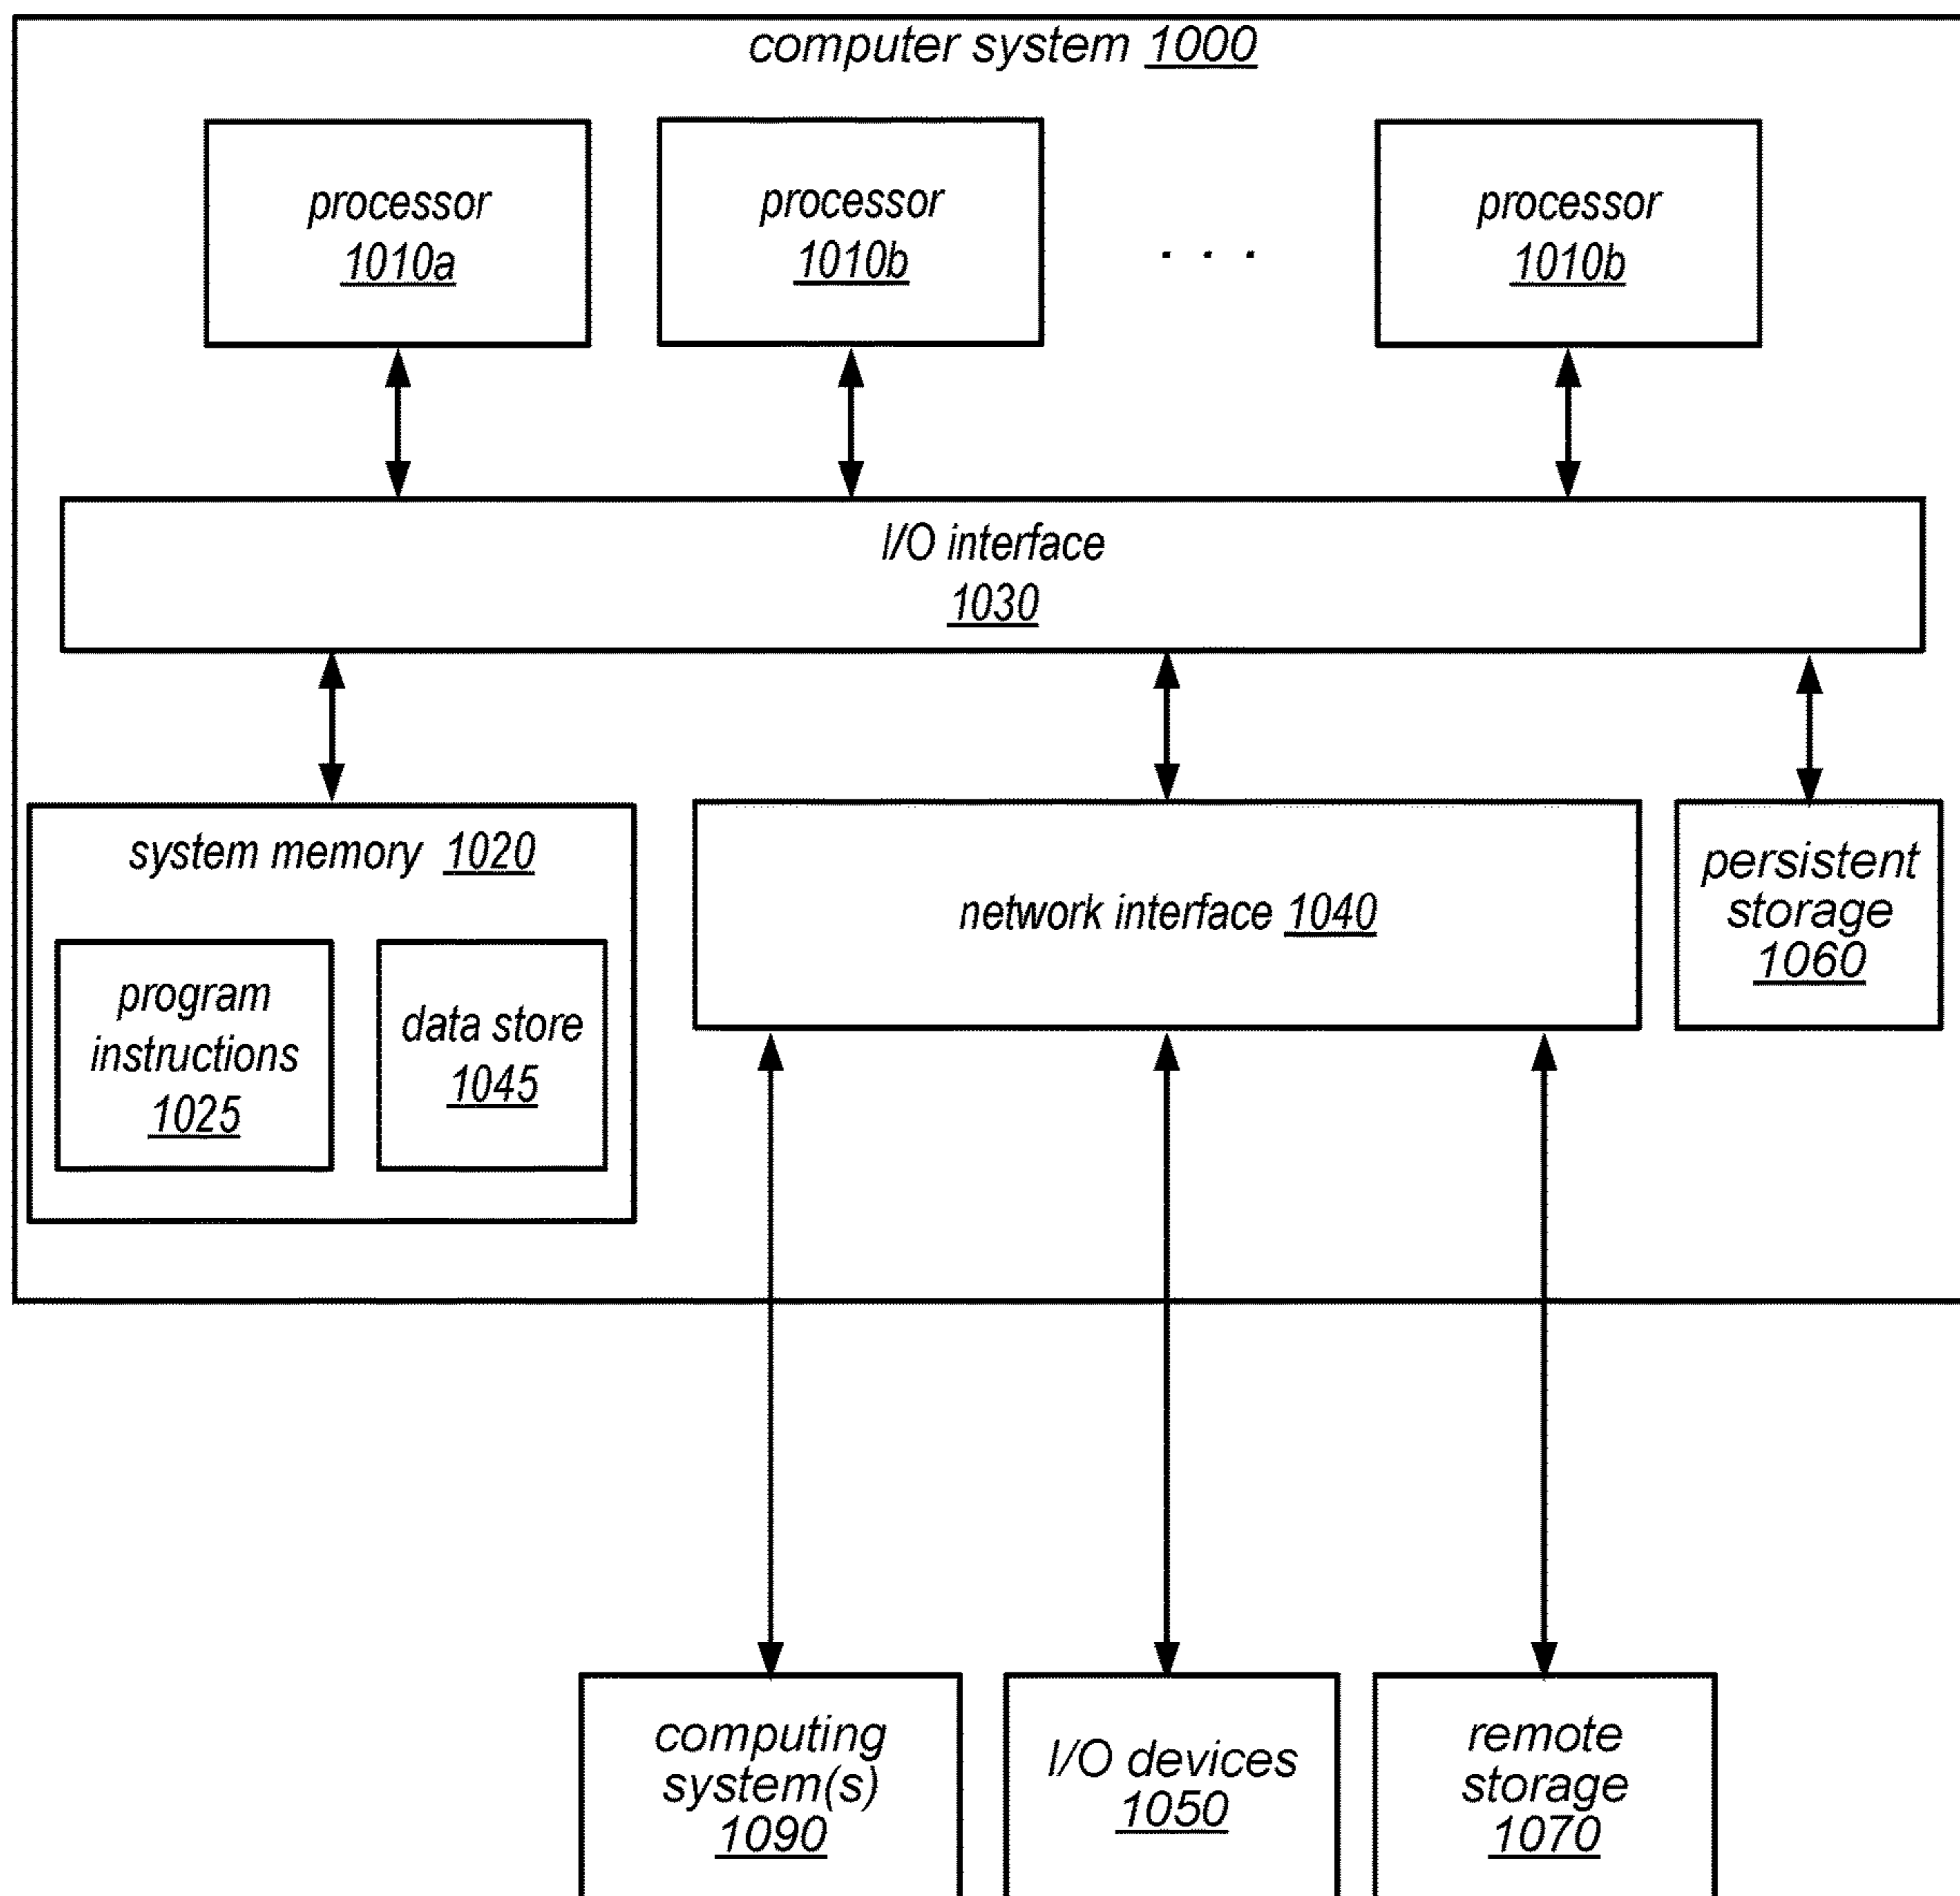 computer system 1000
processor
1010a
processor
1010b
. . .
processor
1010b
I/O interface
1030
system memory 1020
program
instructions
1025
data store
1045
network interface 1040
persistent
storage
1060
computing
system(s)
1090
I/O devices
1050
remote
storage
1070